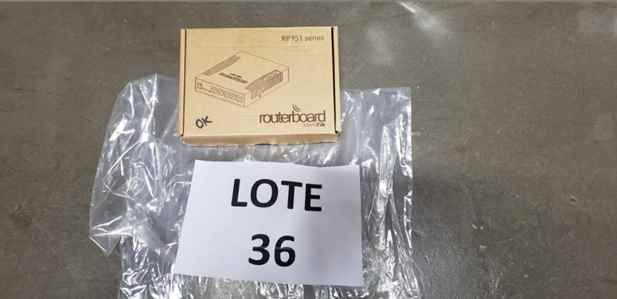 RB951 series
OK
routerboard
LOTE
36